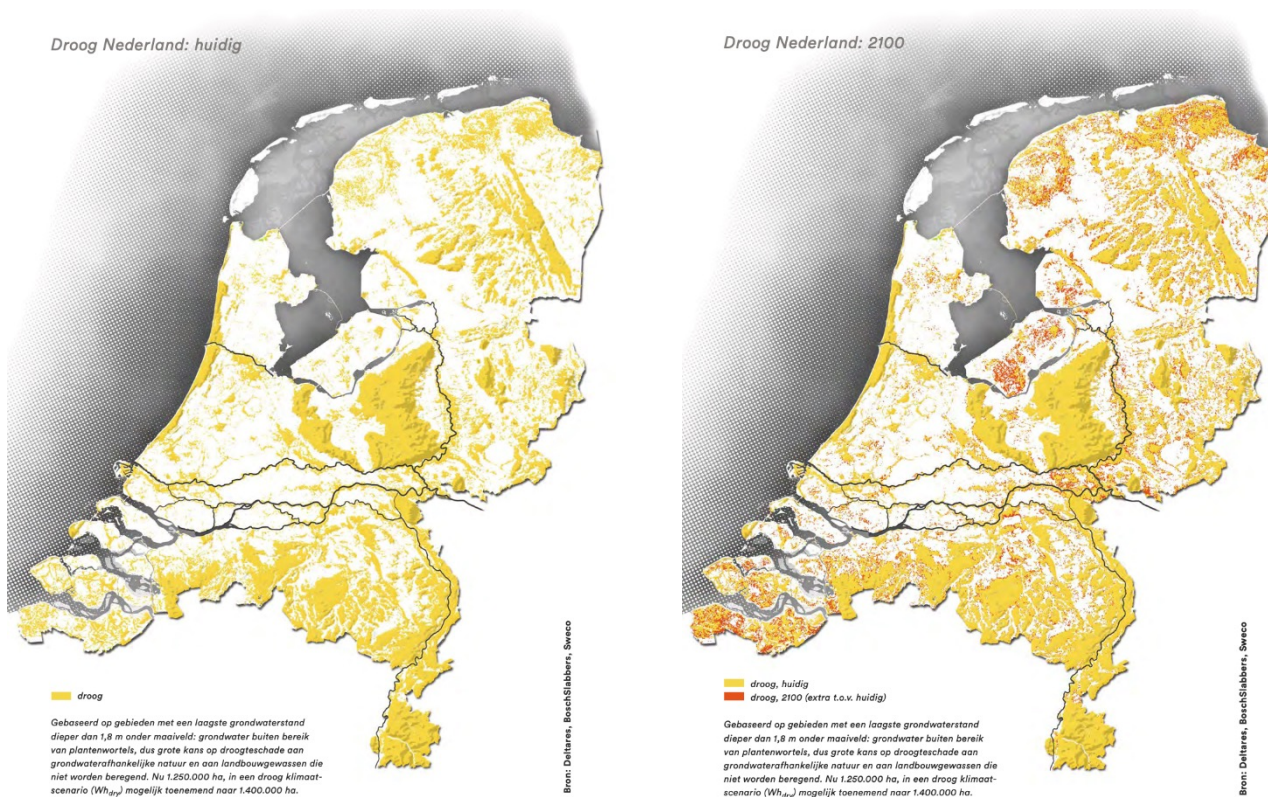 Droog Nederland: huidig
droog
Gebaseerd op gebieden met een laagste grondwaterstand
dieper dan 1,8 m onder maaiveld: grondwater buiten bereik
van plantenwortels, dus grote kans op droogteschade aan
grondwaterafhankelijke natuur en aan landbouwgewassen die
niet worden beregend. Nu 1.250.000 ha, in een droog klimaat-
scenario (Wh_dry) mogelijk toenemend naar 1.400.000 ha.
Bron: Deltares, BoschSlabbers, Sweco
Droog Nederland: 2100
droog, huidig
droog, 2100 (extra t.o.v. huidig)
Gebaseerd op gebieden met een laagste grondwaterstand
dieper dan 1,8 m onder maaiveld: grondwater buiten bereik
van plantenwortels, dus grote kans op droogteschade aan
grondwaterafhankelijke natuur en aan landbouwgewassen die
niet worden beregend. Nu 1.250.000 ha, in een droog klimaat-
scenario (Wh_dry) mogelijk toenemend naar 1.400.000 ha.
Bron: Deltares, BoschSlabbers, Sweco